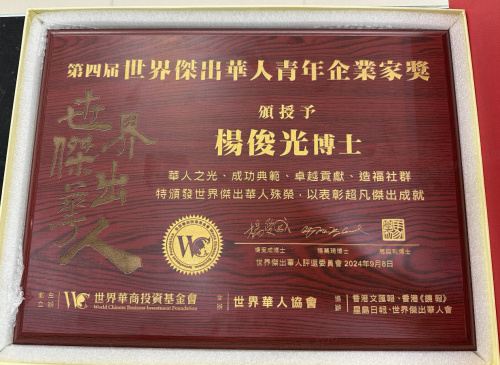 第四届 世界傑出華人青年企業家獎
頒授予
楊俊光博士
世界
傑出
華人
華人之光、成功典範、卓越貢獻、造福社群
特頒發世界傑出華人殊榮，以表彰超凡傑出成就
世界傑出華人評選委員會 2024年9月8日
WC 世界華商投資基金會
World Chinese Business Investment Foundation
世界華人協會
香港文匯報、香港《鏡報》
星島日報、世界傑出華人會